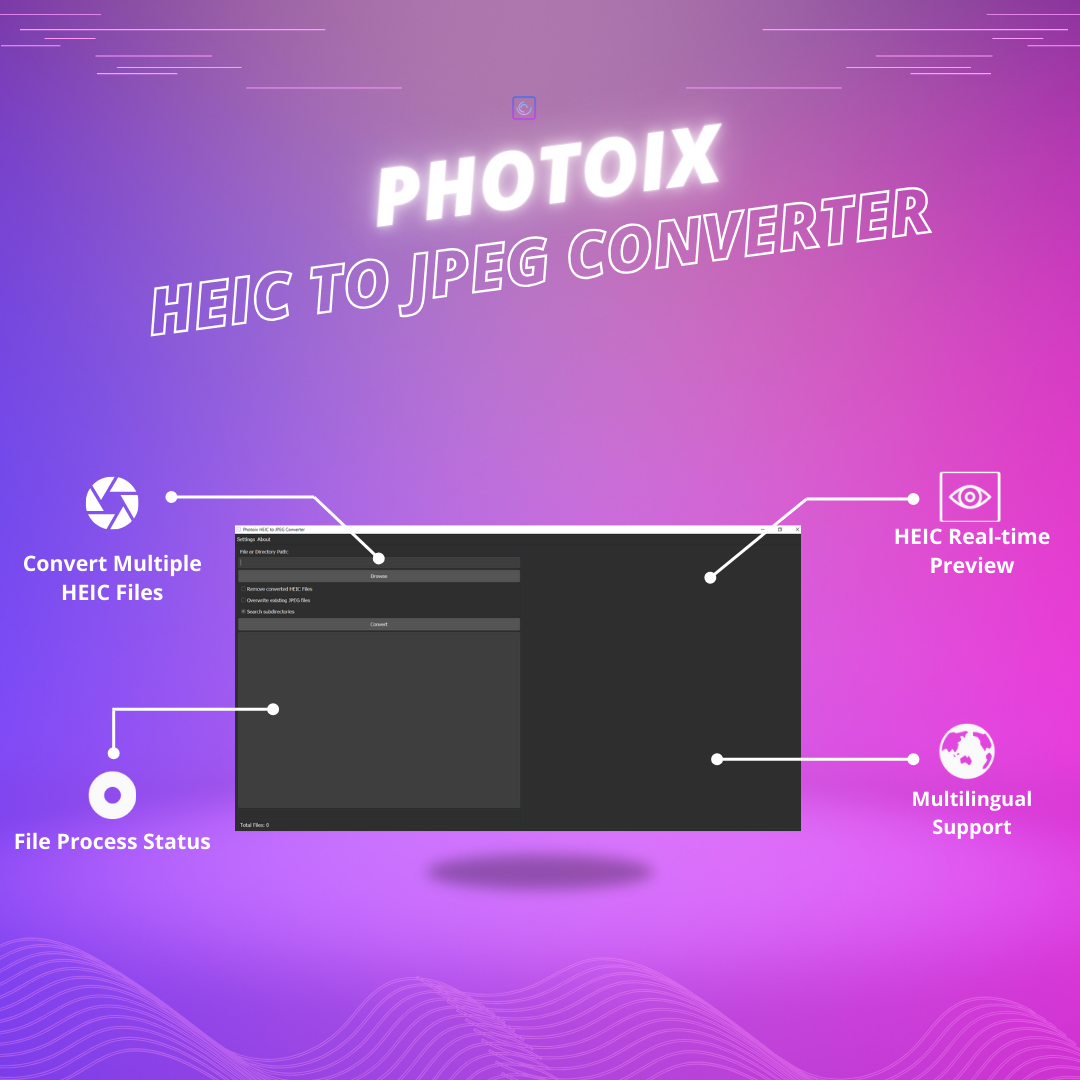 PHOTOIX
HEIC TO JPEG CONVERTER
Convert Multiple
HEIC Files
HEIC Real-time
Preview
Photoix HEIC to JPEG Converter
Settings About
File or Directory Path:
Browse
Remove converted HEIC Files
Overwrite existing JPEG files
Search subdirectories
Convert
Total Files: 0
File Process Status
Multilingual
Support